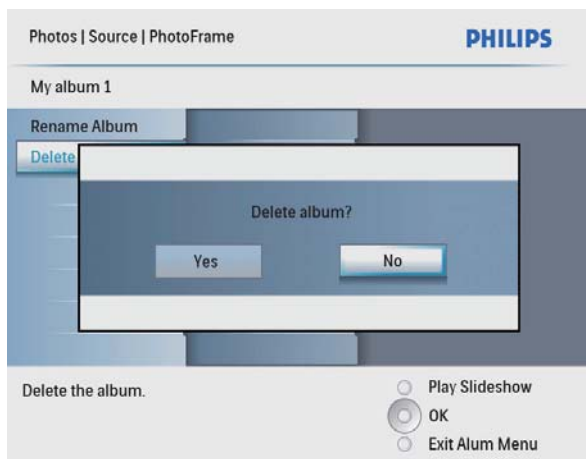 Photos | Source | PhotoFrame
PHILIPS
My album 1
Rename Album
Delete
Delete album?
Yes
No
Delete the album.
Play Slideshow
OK
Exit Alum Menu